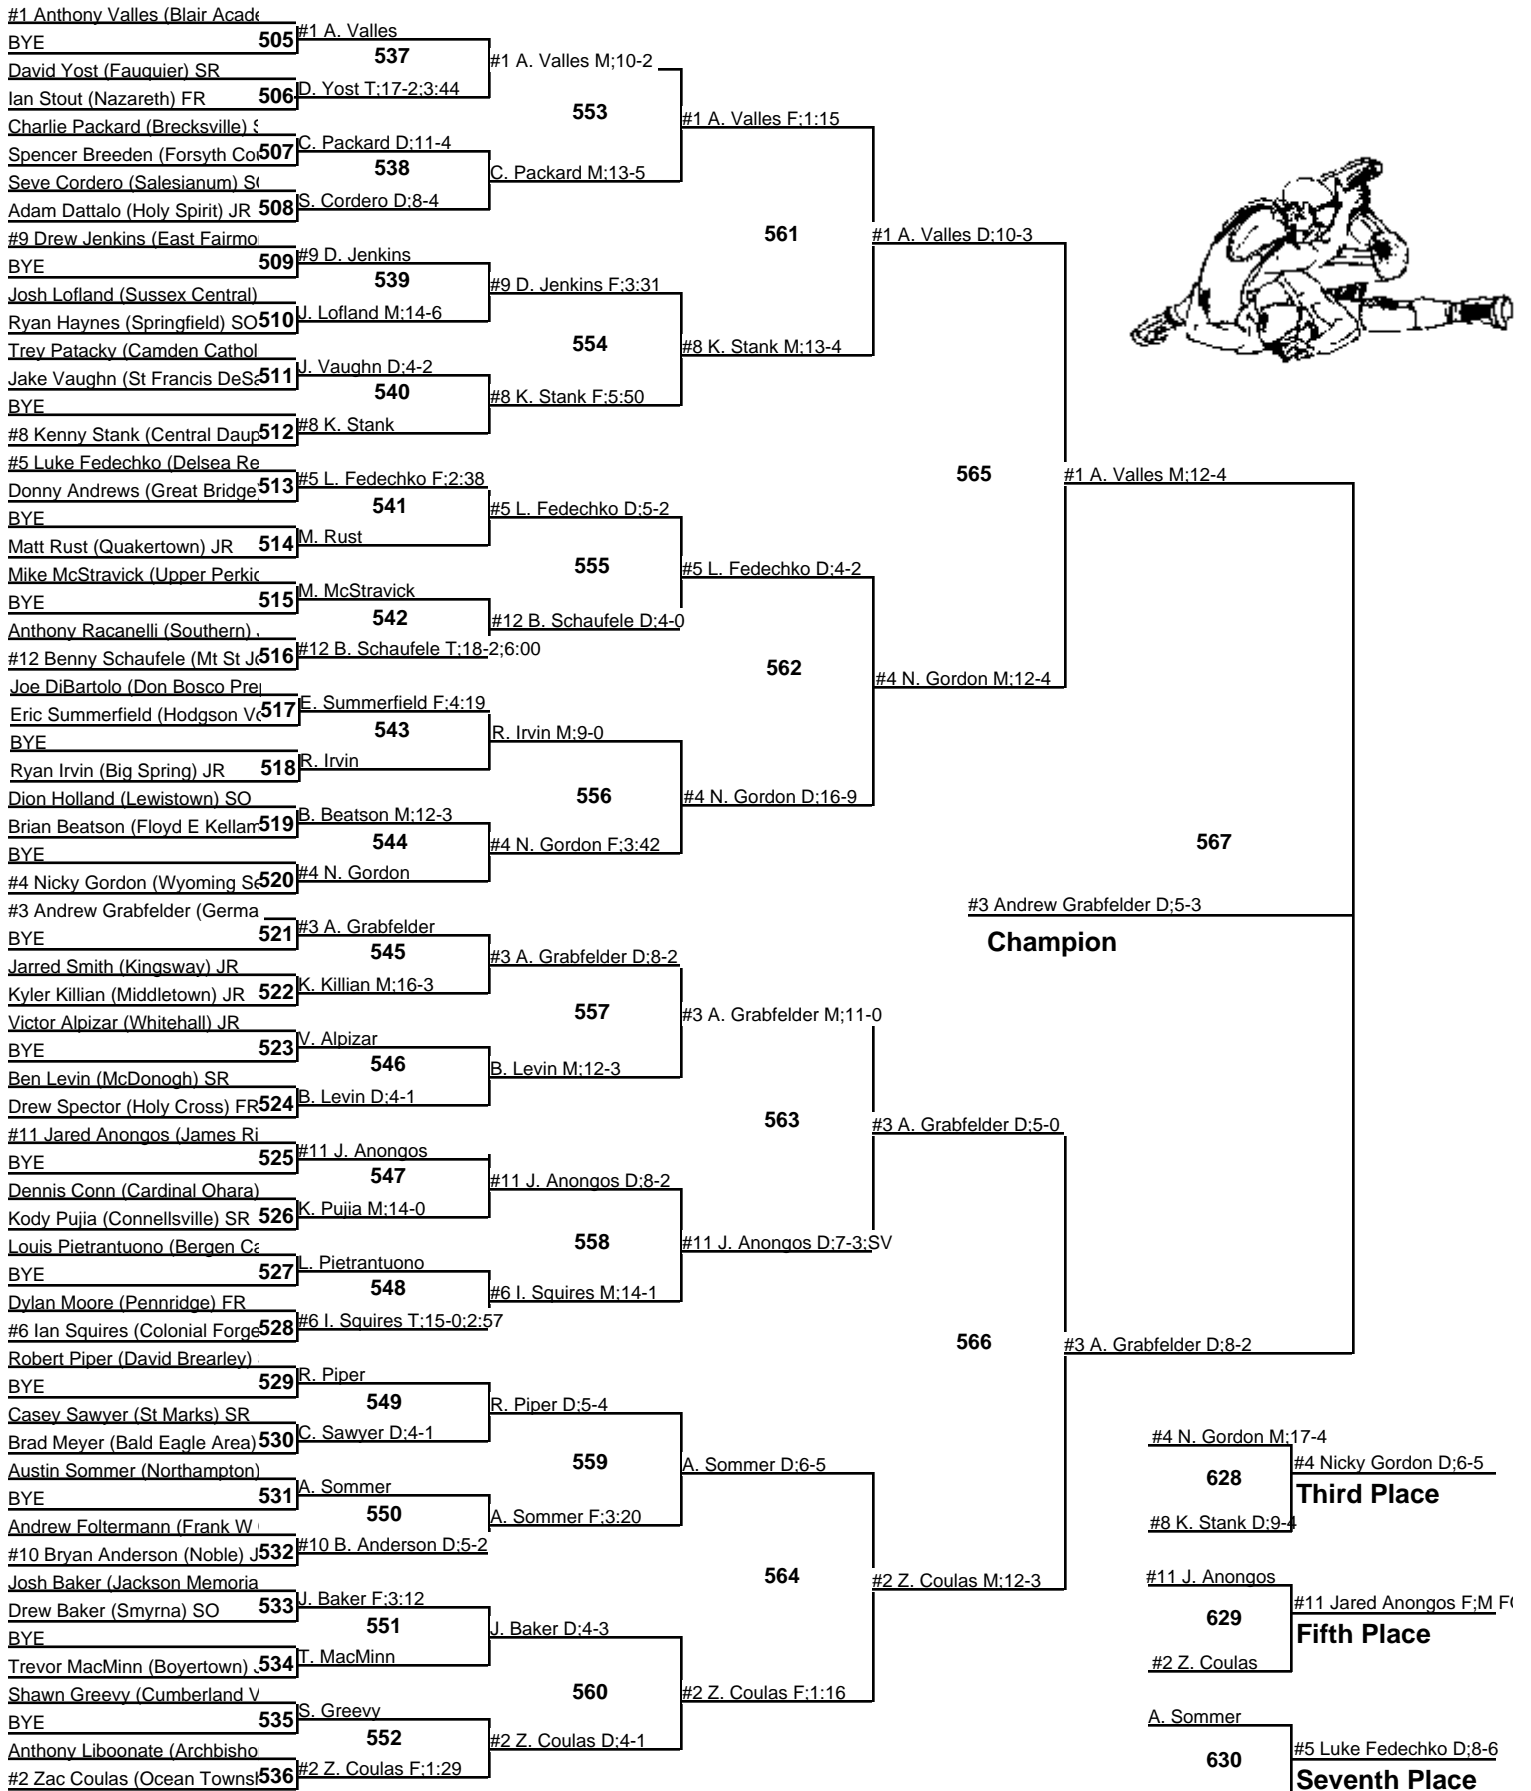 #1 Anthony Valles (Blair Acade
BYE
505
David Yost (Fauquier) SR
Ian Stout (Nazareth) FR
506
Charlie Packard (Brecksville)
Spencer Breeden (Forsyth Cou
507
Seve Cordero (Salesianum) SO
Adam Dattalo (Holy Spirit) JR
508
#9 Drew Jenkins (East Fairmo
BYE
509
Josh Lofland (Sussex Central)
Ryan Haynes (Springfield) SO
510
Trey Patacky (Camden Cathol
Jake Vaughn (St Francis DeSa
511
BYE
#8 Kenny Stank (Central Daup
512
#5 Luke Fedechko (Delsea Re
Donny Andrews (Great Bridge)
513
BYE
Matt Rust (Quakertown) JR
514
Mike McStravick (Upper Perkio
BYE
515
Anthony Racanelli (Southern)
#12 Benny Schaufele (Mt St Jo
516
Joe DiBartolo (Don Bosco Prep
Eric Summerfield (Hodgson Vo
517
BYE
Ryan Irvin (Big Spring) JR
518
Dion Holland (Lewistown) SO
Brian Beatson (Floyd E Kellam
519
BYE
#4 Nicky Gordon (Wyoming Se
520
#3 Andrew Grabfelder (Germa
BYE
521
Jarred Smith (Kingsway) JR
Kyler Killian (Middletown) JR
522
Victor Alpizar (Whitehall) JR
BYE
523
Ben Levin (McDonogh) SR
Drew Spector (Holy Cross) FR
524
#11 Jared Anongos (James Ri
BYE
525
Dennis Conn (Cardinal Ohara)
Kody Pujia (Connellsville) SR
526
Louis Pietrantuono (Bergen Ca
BYE
527
Dylan Moore (Pennridge) FR
#6 Ian Squires (Colonial Forge
528
Robert Piper (David Brearley)
BYE
529
Casey Sawyer (St Marks) SR
Brad Meyer (Bald Eagle Area)
530
Austin Sommer (Northampton)
BYE
531
Andrew Foltermann (Frank W
#10 Bryan Anderson (Noble) J
532
Josh Baker (Jackson Memoria
Drew Baker (Smyrna) SO
533
BYE
Trevor MacMinn (Boyertown) J
534
Shawn Greevy (Cumberland V
BYE
535
Anthony Liboonate (Archbisho
#2 Zac Coulas (Ocean Townsh
536
#1 A. Valles
537
D. Yost T;17-2;3:44
C. Packard D;11-4
538
S. Cordero D;8-4
#9 D. Jenkins
539
J. Lofland M;14-6
J. Vaughn D;4-2
540
#8 K. Stank
#5 L. Fedechko F;2:38
541
M. Rust
M. McStravick
542
#12 B. Schaufele T;18-2;6:00
E. Summerfield F;4:19
543
R. Irvin
B. Beatson M;12-3
544
#4 N. Gordon
#3 A. Grabfelder
545
K. Killian M;16-3
V. Alpizar
546
B. Levin D;4-1
#11 J. Anongos
547
K. Pujia M;14-0
L. Pietrantuono
548
#6 I. Squires T;15-0;2:57
R. Piper
549
C. Sawyer D;4-1
A. Sommer
550
#10 B. Anderson D;5-2
J. Baker F;3:12
551
T. MacMinn
S. Greevy
552
#2 Z. Coulas F;1:29
#1 A. Valles M;10-2
553
C. Packard M;13-5
#9 D. Jenkins F;3:31
554
#8 K. Stank F;5:50
#5 L. Fedechko D;5-2
555
#12 B. Schaufele D;4-0
R. Irvin M;9-0
556
#4 N. Gordon F;3:42
#3 A. Grabfelder D;8-2
557
B. Levin M;12-3
#11 J. Anongos D;8-2
558
#6 I. Squires M;14-1
R. Piper D;5-4
559
A. Sommer F;3:20
J. Baker D;4-3
560
#2 Z. Coulas D;4-1
#1 A. Valles F;1:15
561
#8 K. Stank M;13-4
#5 L. Fedechko D;4-2
562
#4 N. Gordon D;16-9
#3 A. Grabfelder M;11-0
563
#11 J. Anongos D;7-3;SV
A. Sommer D;6-5
564
#2 Z. Coulas F;1:16
#1 A. Valles D;10-3
565
#4 N. Gordon M;12-4
#3 A. Grabfelder D;5-0
566
#2 Z. Coulas M;12-3
#1 A. Valles M;12-4
567
#3 A. Grabfelder D;8-2
#3 Andrew Grabfelder D;5-3
Champion
#4 N. Gordon M;17-4
628
#8 K. Stank D;9-4
#4 Nicky Gordon D;6-5
Third Place
#11 J. Anongos
629
#2 Z. Coulas
#11 Jared Anongos F;M FO
Fifth Place
A. Sommer
630
#5 Luke Fedechko D;8-6
Seventh Place